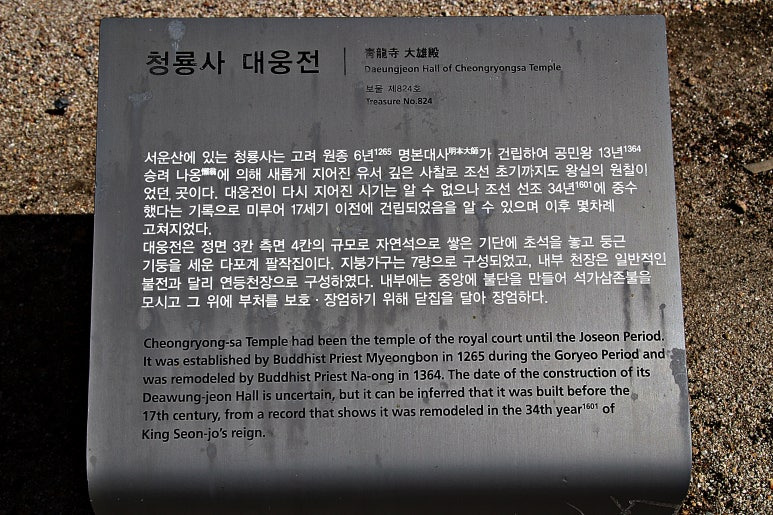 청룡사 대웅전
靑龍寺 大雄殿
Daeungjeon Hall of Cheongryongsa Temple
보물 제824호
Treasure No.824
서운산에 있는 청룡사는 고려 원종 6년1265 명본대사明本大師가 건립하여 공민왕 13년1364
승려 나옹懶翁에 의해 새롭게 지어진 유서 깊은 사찰로 조선 초기까지도 왕실의 원찰이
었던, 곳이다. 대웅전이 다시 지어진 시기는 알 수 없으나 조선 선조 34년1601에 중수
했다는 기록으로 미루어 17세기 이전에 건립되었음을 알 수 있으며 이후 몇차례
고쳐지었다.
대웅전은 정면 3칸 측면 4칸의 규모로 자연석으로 쌓은 기단에 초석을 놓고 둥근
기둥을 세운 다포계 팔작집이다. 지붕가구는 7량으로 구성되었고, 내부 천장은 일반적인
불전과 달리 연등천장으로 구성하였다. 내부에는 중앙에 불단을 만들어 석가삼존불을
모시고 그 위에 부처를 보호 · 장엄하기 위해 닫집을 달아 장엄하다.
Cheongryong-sa Temple had been the temple of the royal court until the Joseon Period.
It was established by Buddhist Priest Myeongbon in 1265 during the Goryeo Period and
was remodeled by Buddhist Priest Na-ong in 1364. The date of the construction of its
Deawung-jeon Hall is uncertain, but it can be inferred that it was built before the
17th century, from a record that shows it was remodeled in the 34th year1601 of
King Seon-jo's reign.